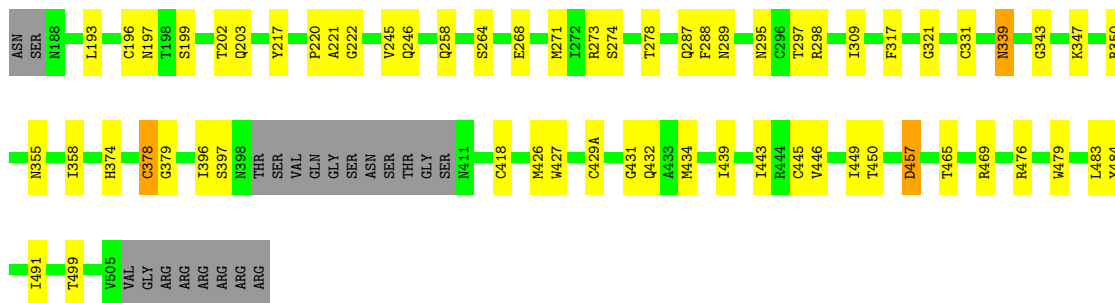 ASN SER N188 L193 C196 N197 T198 S199 T202 Q203 Y217 P220 A221 G222 V245 Q246 Q258 S264 E268 M271 I272 R273 S274 T278 Q287 F288 N289 N295 C296 T297 R298 I309 F317 G321 C331 N339 G343 K347
N355 I358 H374 C378 G379 I396 S397 N398 THR SER VAL GLN GLY SER ASN SER THR GLY SER N411 C418 M426 W427 C429A G431 Q432 A433 M434 I439 I443 R444 C445 V446 I449 T450 D457 T465 R469 R476 W479 L483
I491 T499 V505 VAL GLY ARG ARG ARG ARG ARG ARG